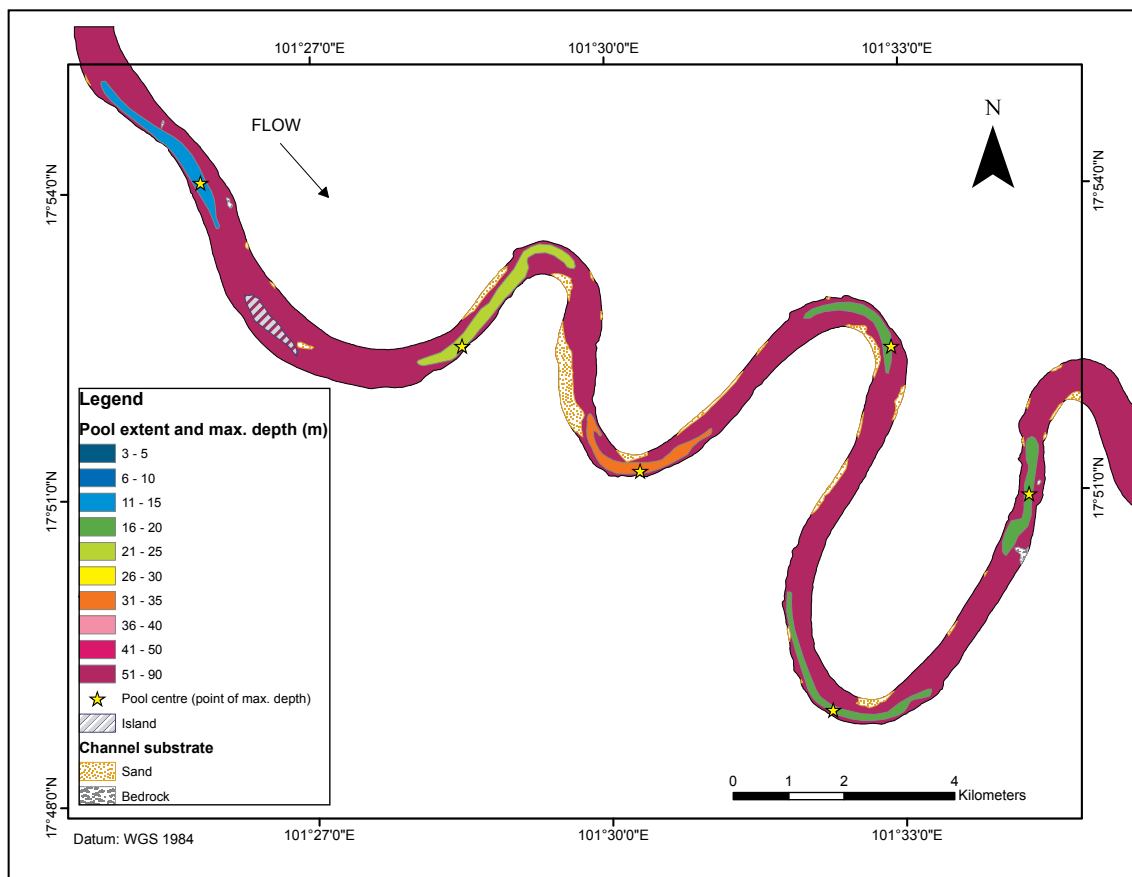 101°27'0"E
101°30'0"E
101°33'0"E
FLOW
N
17°54'0"N
17°54'0"N
17°51'0"N
17°51'0"N
Legend
Pool extent and max. depth (m)
3 - 5
6 - 10
11 - 15
16 - 20
21 - 25
26 - 30
31 - 35
36 - 40
41 - 50
51 - 90
Pool centre (point of max. depth)
Island
Channel substrate
Sand
Bedrock
0 1 2 4
Kilometers
17°48'0"N
Datum: WGS 1984
101°27'0"E
101°30'0"E
101°33'0"E